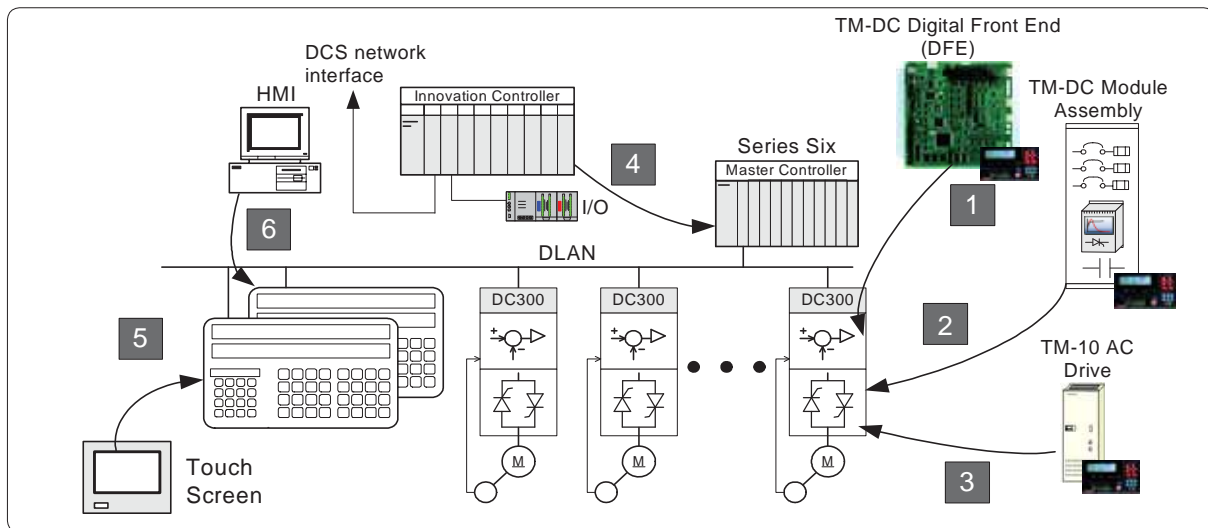 TM-DC Digital Front End
(DFE)
DCS network
interface
HMI
Innovation Controller
TM-DC Module
Assembly
Series Six
Master Controller
4
I/O
1
6
DLAN
DC300
DC300
DC300
5
2
+
-
+
-
+
-
TM-10 AC
Drive
M
M
M
3
Touch
Screen